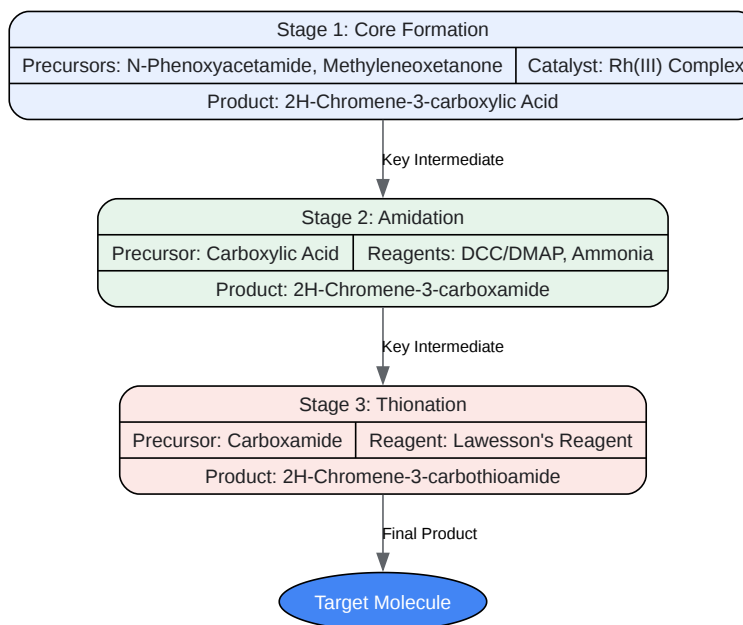 Stage 1: Core Formation
Precursors: N-Phenoxyacetamide, Methyleneoxetanone
Catalyst: Rh(III) Complex
Product: 2H-Chromene-3-carboxylic Acid
Key Intermediate
Stage 2: Amidation
Precursor: Carboxylic Acid
Reagents: DCC/DMAP, Ammonia
Product: 2H-Chromene-3-carboxamide
Key Intermediate
Stage 3: Thionation
Precursor: Carboxamide
Reagent: Lawesson's Reagent
Product: 2H-Chromene-3-carbothioamide
Final Product
Target Molecule